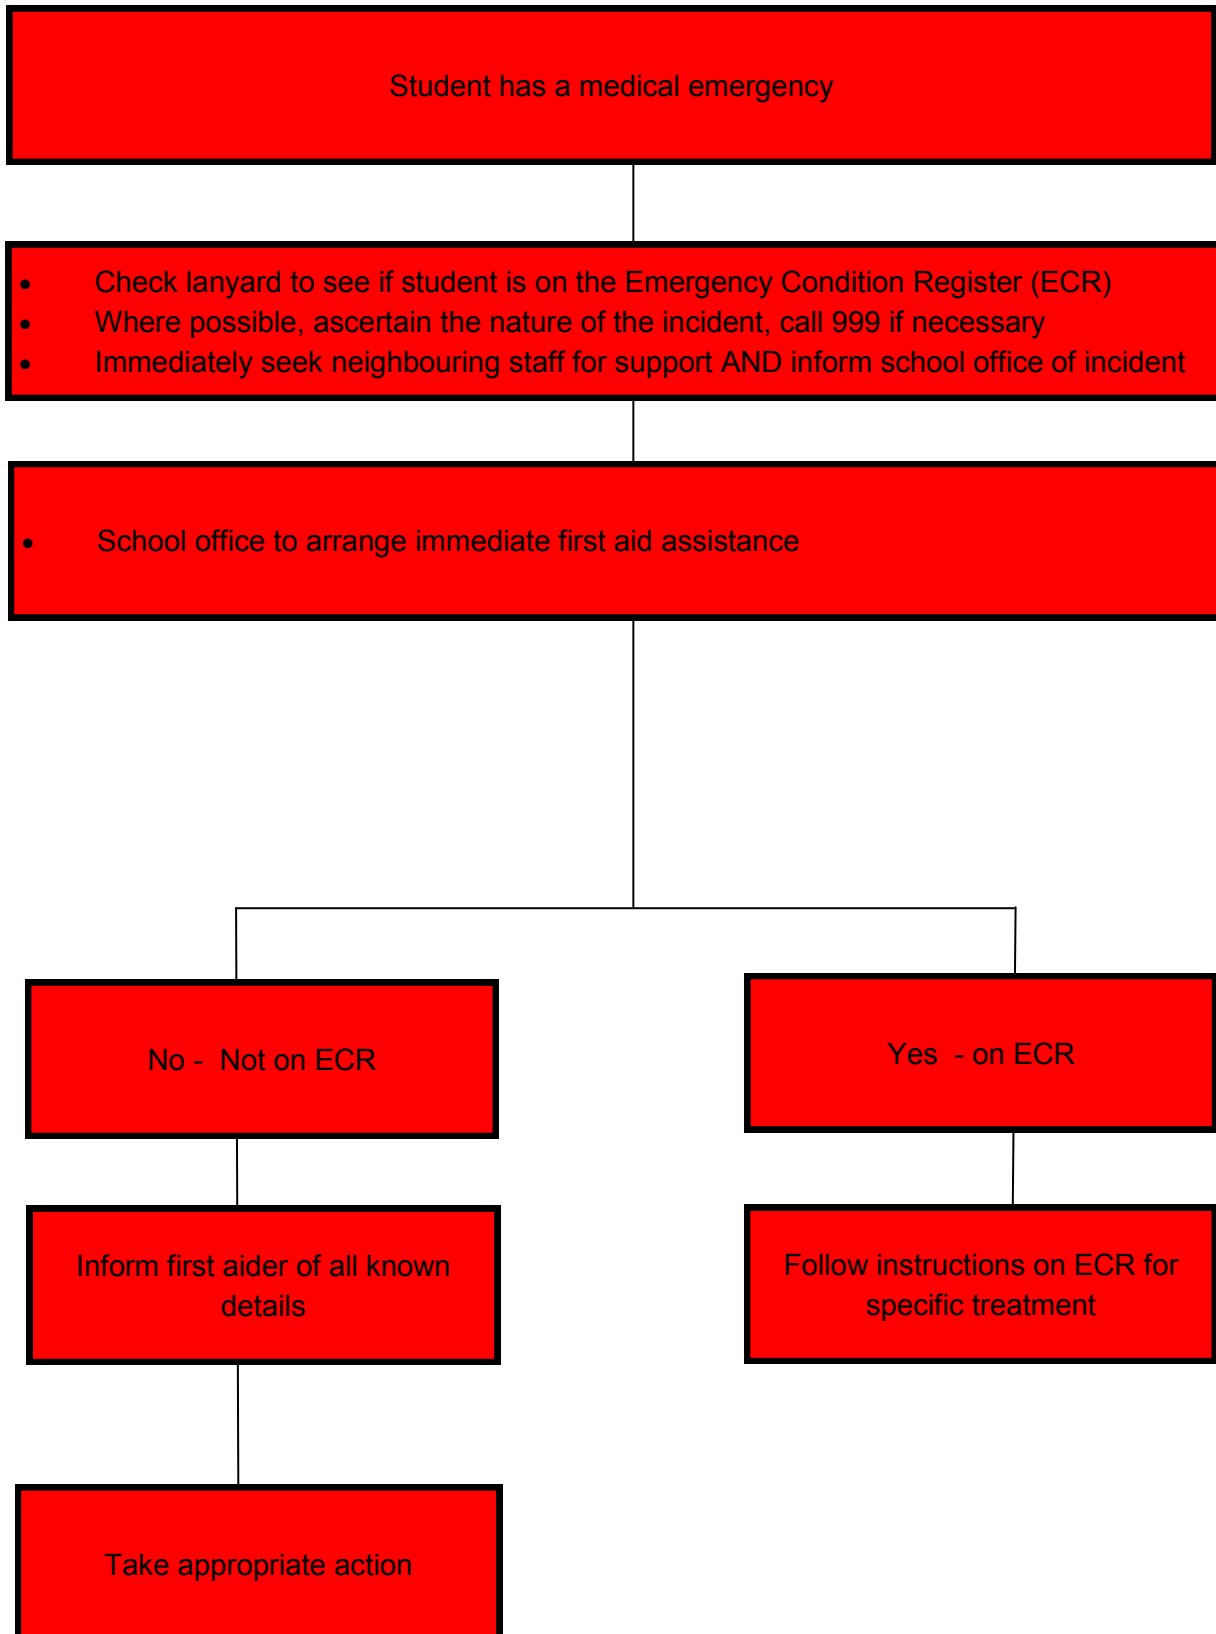 Student has a medical emergency
• Check lanyard to see if student is on the Emergency Condition Register (ECR)
• Where possible, ascertain the nature of the incident, call 999 if necessary
• Immediately seek neighbouring staff for support AND inform school office of incident
• School office to arrange immediate first aid assistance
No - Not on ECR
Yes - on ECR
Inform first aider of all known
details
Follow instructions on ECR for
specific treatment
Take appropriate action